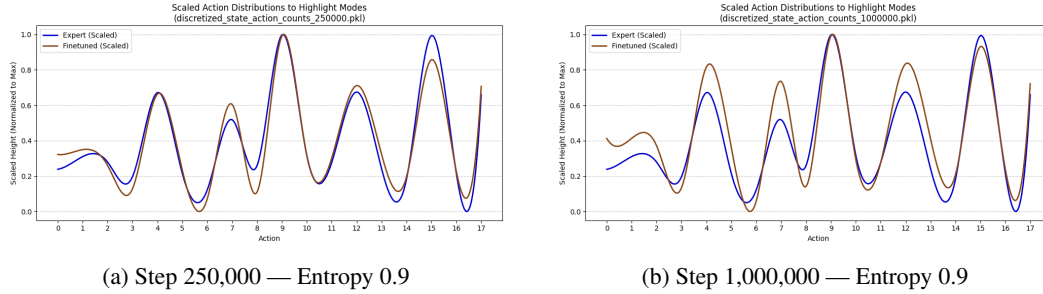 Scaled Action Distributions to Highlight Modes
(discretized_state_action_counts_250000.pkl)
Expert (Scaled)
Finetuned (Scaled)
Scaled Height (Normalized to Max)
1.0
0.8
0.6
0.4
0.2
0.0
0 1 2 3 4 5 6 7 8 9 10 11 12 13 14 15 16 17
Action
(a) Step 250,000 — Entropy 0.9
Scaled Action Distributions to Highlight Modes
(discretized_state_action_counts_1000000.pkl)
Expert (Scaled)
Finetuned (Scaled)
Scaled Height (Normalized to Max)
1.0
0.8
0.6
0.4
0.2
0.0
0 1 2 3 4 5 6 7 8 9 10 11 12 13 14 15 16 17
Action
(b) Step 1,000,000 — Entropy 0.9